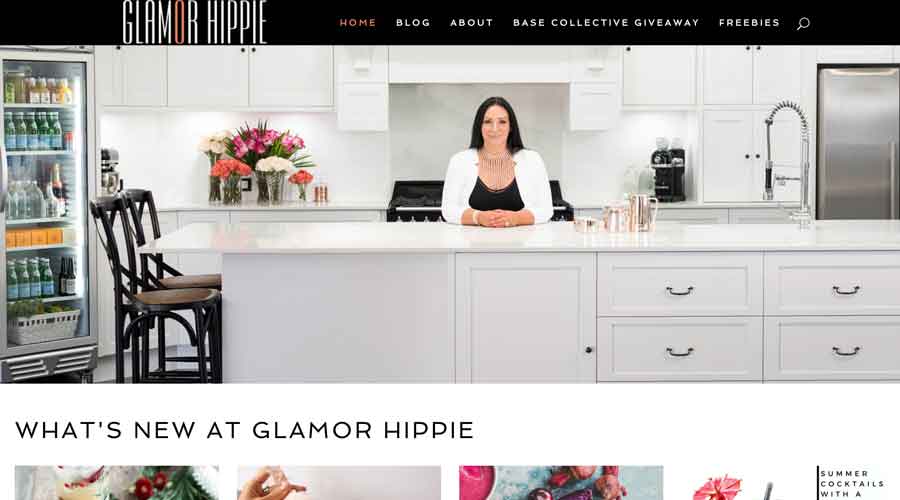 GLAMOR HIPPIE
HOME BLOG ABOUT BASE COLLECTIVE GIVEAWAY FREEBIES
WHAT'S NEW AT GLAMOR HIPPIE
SUMMER
COCKTAILS
WITH A